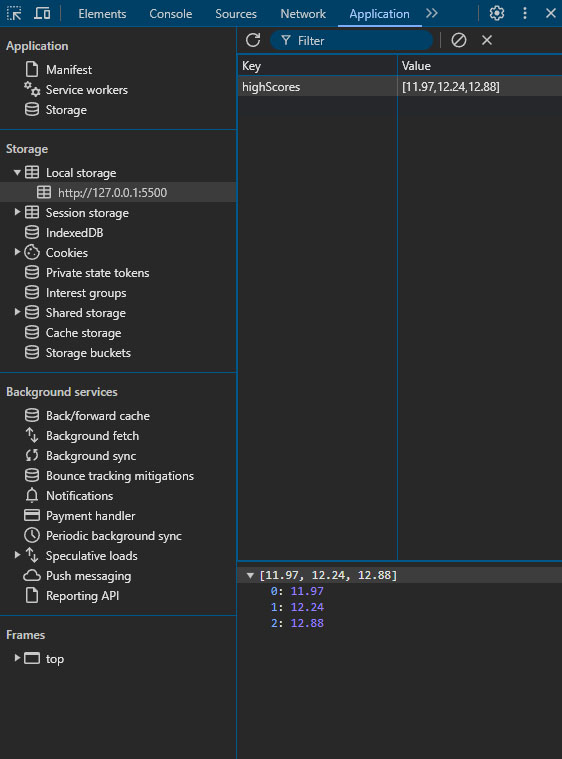 Elements Console Sources Network Application
Application
Manifest
Service workers
Storage
Storage
Local storage
http://127.0.0.1:5500
Session storage
IndexedDB
Cookies
Private state tokens
Interest groups
Shared storage
Cache storage
Storage buckets
Background services
Back/forward cache
Background fetch
Background sync
Bounce tracking mitigations
Notifications
Payment handler
Periodic background sync
Speculative loads
Push messaging
Reporting API
Frames
top
Filter
Key Value
highScores [11.97,12.24,12.88]
[11.97, 12.24, 12.88]
0: 11.97
1: 12.24
2: 12.88